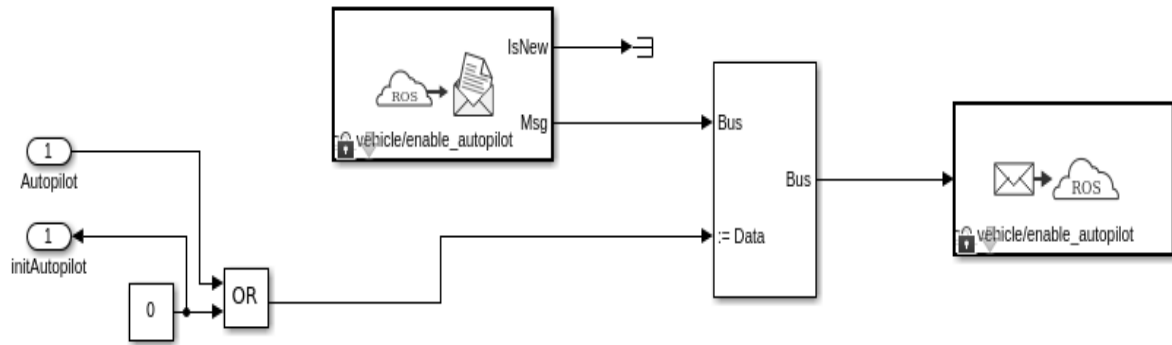 IsNew
ROS
Msg
vehicle/enable_autopilot
1
Autopilot
1
initAutopilot
0
OR
Bus
:= Data
Bus
ROS
vehicle/enable_autopilot